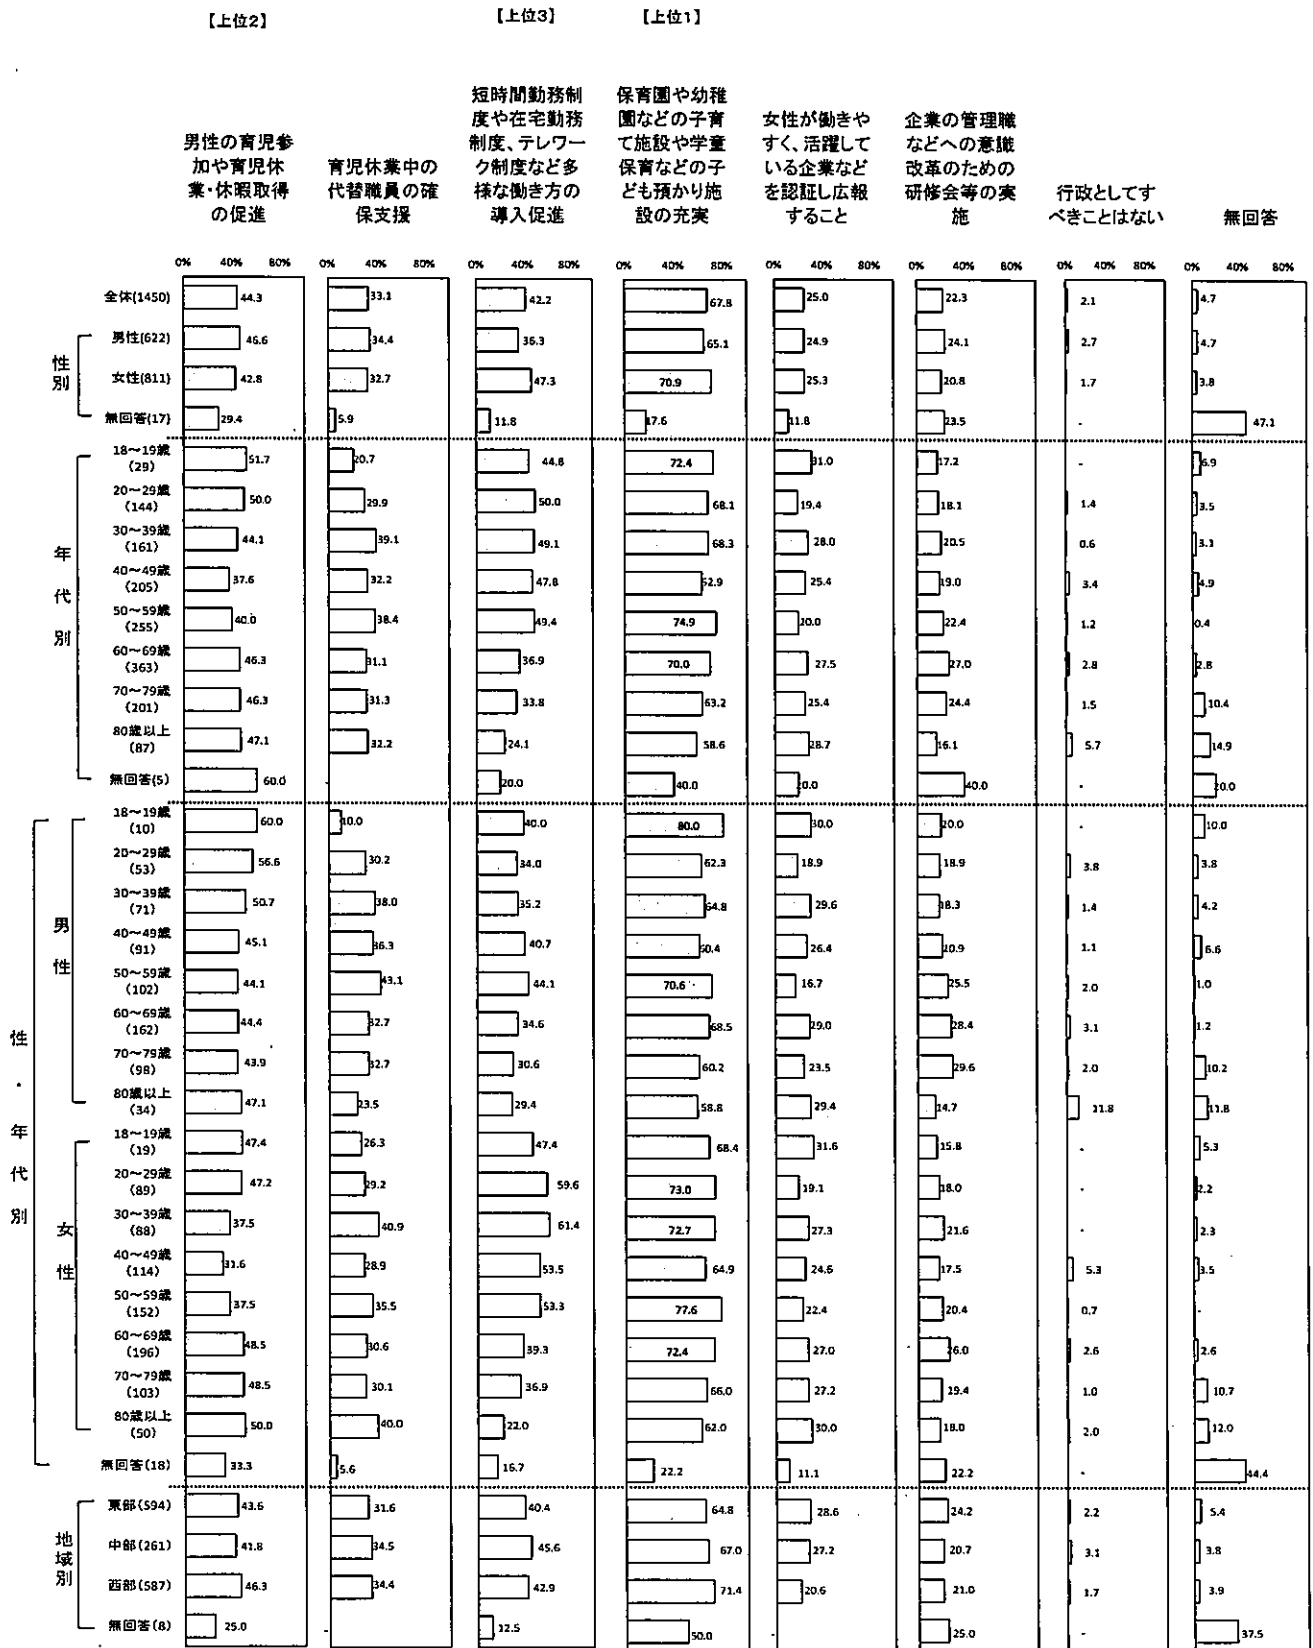 【上位2】 【上位3】 【上位1】
男性の育児参
加や育児休
業・休暇取得
の促進
育児休業中の
代替職員の確
保支援
短時間勤務制
度や在宅勤務
制度、テレワー
ク制度など多
様な働き方の
導入促進
保育園や幼稚
園などの子育
て施設や学童
保育などの子
ども預かり施
設の充実
女性が働きや
すく、活躍して
いる企業など
を認証し広報
すること
企業の管理職
などへの意識
改革のための
研修会等の実
施
行政としてす
べきことはない
無回答
0% 40% 80% 0% 40% 80% 0% 40% 80% 0% 40% 80% 0% 40% 80% 0% 40% 80% 0% 40% 80% 0% 40% 80%
全体(1450) 44.3 33.1 42.2 67.8 25.0 22.3 2.1 4.7
性別
男性(622) 46.6 34.4 36.3 65.1 24.9 24.1 2.7 4.7
女性(811) 42.8 32.7 47.3 70.9 25.3 20.8 1.7 3.8
無回答(17) 29.4 5.9 11.8 17.6 11.8 23.5 - 47.1
年代別
18～19歳
(29) 51.7 20.7 44.8 72.4 31.0 17.2 - 6.9
20～29歳
(144) 50.0 29.9 50.0 68.1 19.4 18.1 1.4 3.5
30～39歳
(161) 44.1 39.1 49.1 68.3 28.0 20.5 0.6 3.1
40～49歳
(205) 37.6 32.2 47.8 62.9 25.4 19.0 3.4 4.9
50～59歳
(255) 40.0 38.4 49.4 74.9 20.0 22.4 1.2 0.4
60～69歳
(363) 46.3 31.1 36.9 70.0 27.5 27.0 2.8 2.8
70～79歳
(201) 46.3 31.3 33.8 63.2 25.4 24.4 1.5 10.4
80歳以上
(87) 47.1 32.2 24.1 58.6 28.7 16.1 5.7 14.9
無回答(5) 60.0 20.0 40.0 20.0 40.0 - 20.0
性・年代別
男性
18～19歳
(10) 60.0 10.0 40.0 80.0 30.0 20.0 - 10.0
20～29歳
(53) 56.6 30.2 34.0 62.3 18.9 18.9 3.8 3.8
30～39歳
(71) 50.7 38.0 35.2 64.8 29.6 18.3 1.4 4.2
40～49歳
(91) 45.1 36.3 40.7 60.4 26.4 20.9 1.1 6.6
50～59歳
(102) 44.1 43.1 44.1 70.6 16.7 25.5 2.0 1.0
60～69歳
(162) 44.4 32.7 34.6 68.5 29.0 28.4 3.1 1.2
70～79歳
(98) 43.9 32.7 30.6 60.2 23.5 29.6 2.0 10.2
80歳以上
(34) 47.1 23.5 29.4 58.8 29.4 14.7 11.8 11.8
女性
18～19歳
(19) 47.4 26.3 47.4 68.4 31.6 15.8 - 5.3
20～29歳
(89) 47.2 29.2 59.6 73.0 19.1 18.0 - 2.2
30～39歳
(88) 37.5 40.9 61.4 72.7 27.3 21.6 - 2.3
40～49歳
(114) 31.6 28.9 53.5 64.9 24.6 17.5 5.3 3.5
50～59歳
(152) 37.5 35.5 53.3 77.6 22.4 20.4 0.7 -
60～69歳
(196) 48.5 30.6 39.3 72.4 27.0 26.0 2.6 2.6
70～79歳
(103) 48.5 30.1 36.9 66.0 27.2 19.4 1.0 10.7
80歳以上
(50) 50.0 40.0 22.0 62.0 30.0 18.0 2.0 12.0
無回答(18) 33.3 5.6 16.7 22.2 11.1 22.2 - 44.4
地域別
東部(594) 43.6 31.6 40.4 64.8 28.6 24.2 2.2 5.4
中部(261) 41.8 34.5 45.6 67.0 27.2 20.7 3.1 3.8
西部(587) 46.3 34.4 42.9 71.4 20.6 21.0 1.7 3.9
無回答(8) 25.0 12.5 50.0 25.0 - 37.5